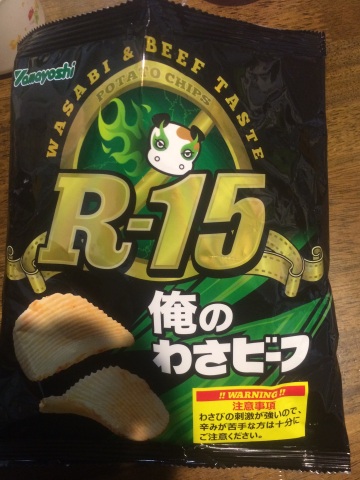 Yamayoshi
WASABI & BEEF TASTE
POTATO CHIPS
R-15
俺の
わさビーフ
!! WARNING !!
注意事項
わさびの刺激が強いので、
辛みが苦手な方は十分に
ご注意ください。